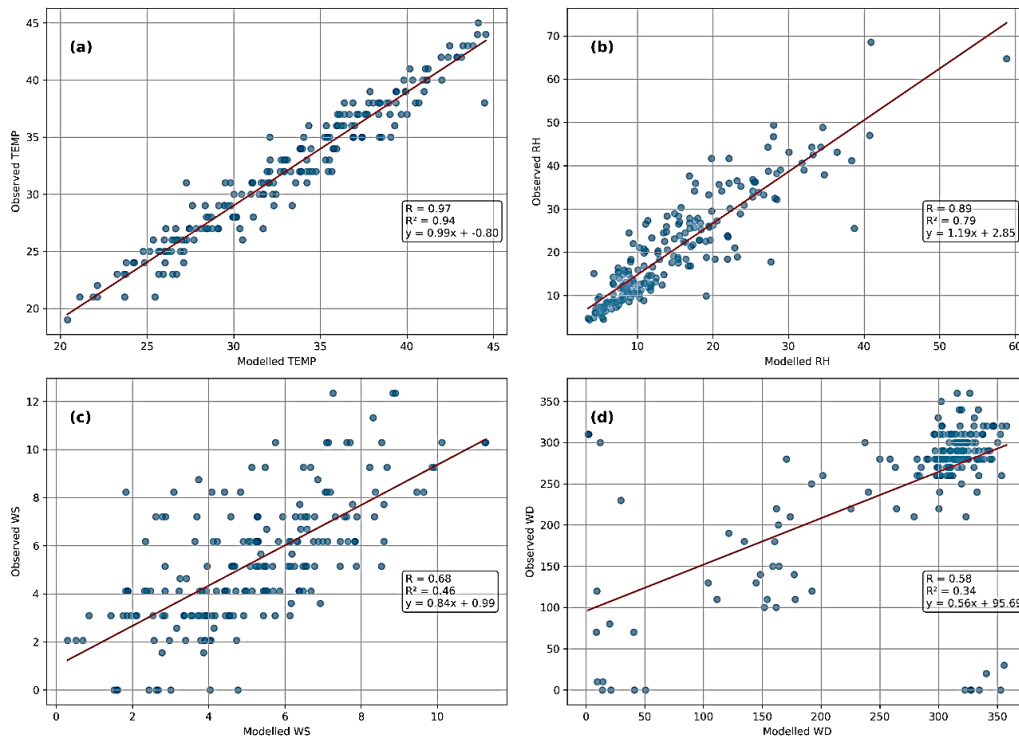 (a)
45
40
35
30
25
20
Observed TEMP
R = 0.97
R² = 0.94
y = 0.99x + -0.80
20 25 30 35 40 45
Modelled TEMP
(b)
70
60
50
40
30
20
10
Observed RH
R = 0.89
R² = 0.79
y = 1.19x + 2.85
10 20 30 40 50 60
Modelled RH
(c)
12
10
8
6
4
2
0
Observed WS
R = 0.68
R² = 0.46
y = 0.84x + 0.99
0 2 4 6 8 10
Modelled WS
(d)
350
300
250
200
150
100
50
0
Observed WD
R = 0.58
R² = 0.34
y = 0.56x + 95.69
0 50 100 150 200 250 300 350
Modelled WD